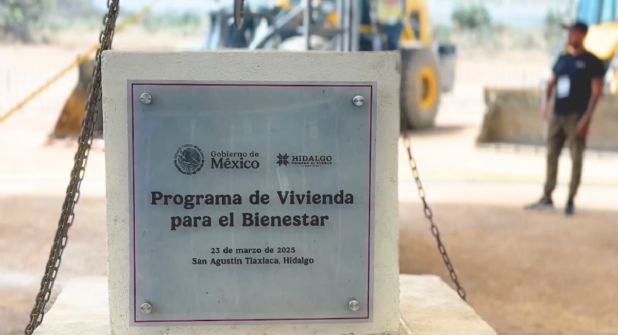 Gobierno de
México
HIDALGO
Programa de Vivienda
para el Bienestar
23 de marzo de 2025
San Agustín Tlaxiaca, Hidalgo